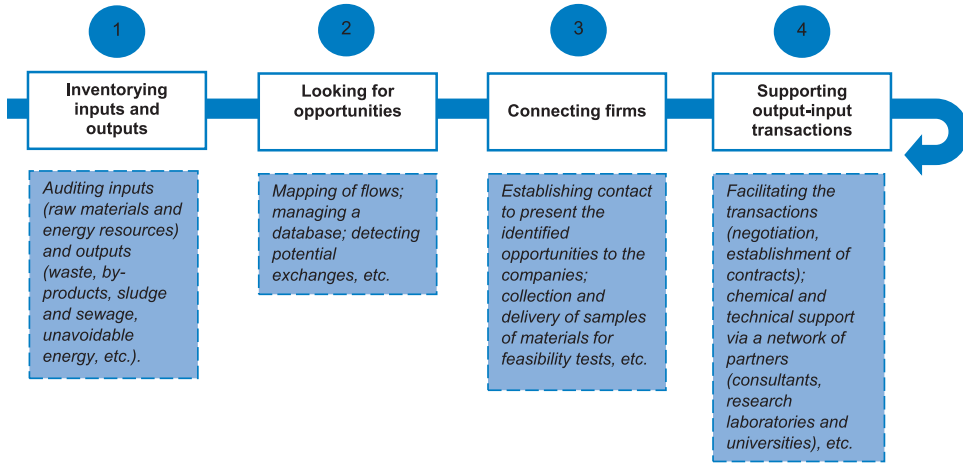 1
Inventorying
inputs and
outputs
Auditing inputs
(raw materials and
energy resources)
and outputs
(waste, by-
products, sludge
and sewage,
unavoidable
energy, etc.).
2
Looking for
opportunities
Mapping of flows;
managing a
database; detecting
potential
exchanges, etc.
3
Connecting firms
Establishing contact
to present the
identified
opportunities to the
companies;
collection and
delivery of samples
of materials for
feasibility tests, etc.
4
Supporting
output-input
transactions
Facilitating the
transactions
(negotiation,
establishment of
contracts);
chemical and
technical support
via a network of
partners
(consultants,
research
laboratories and
universities), etc.